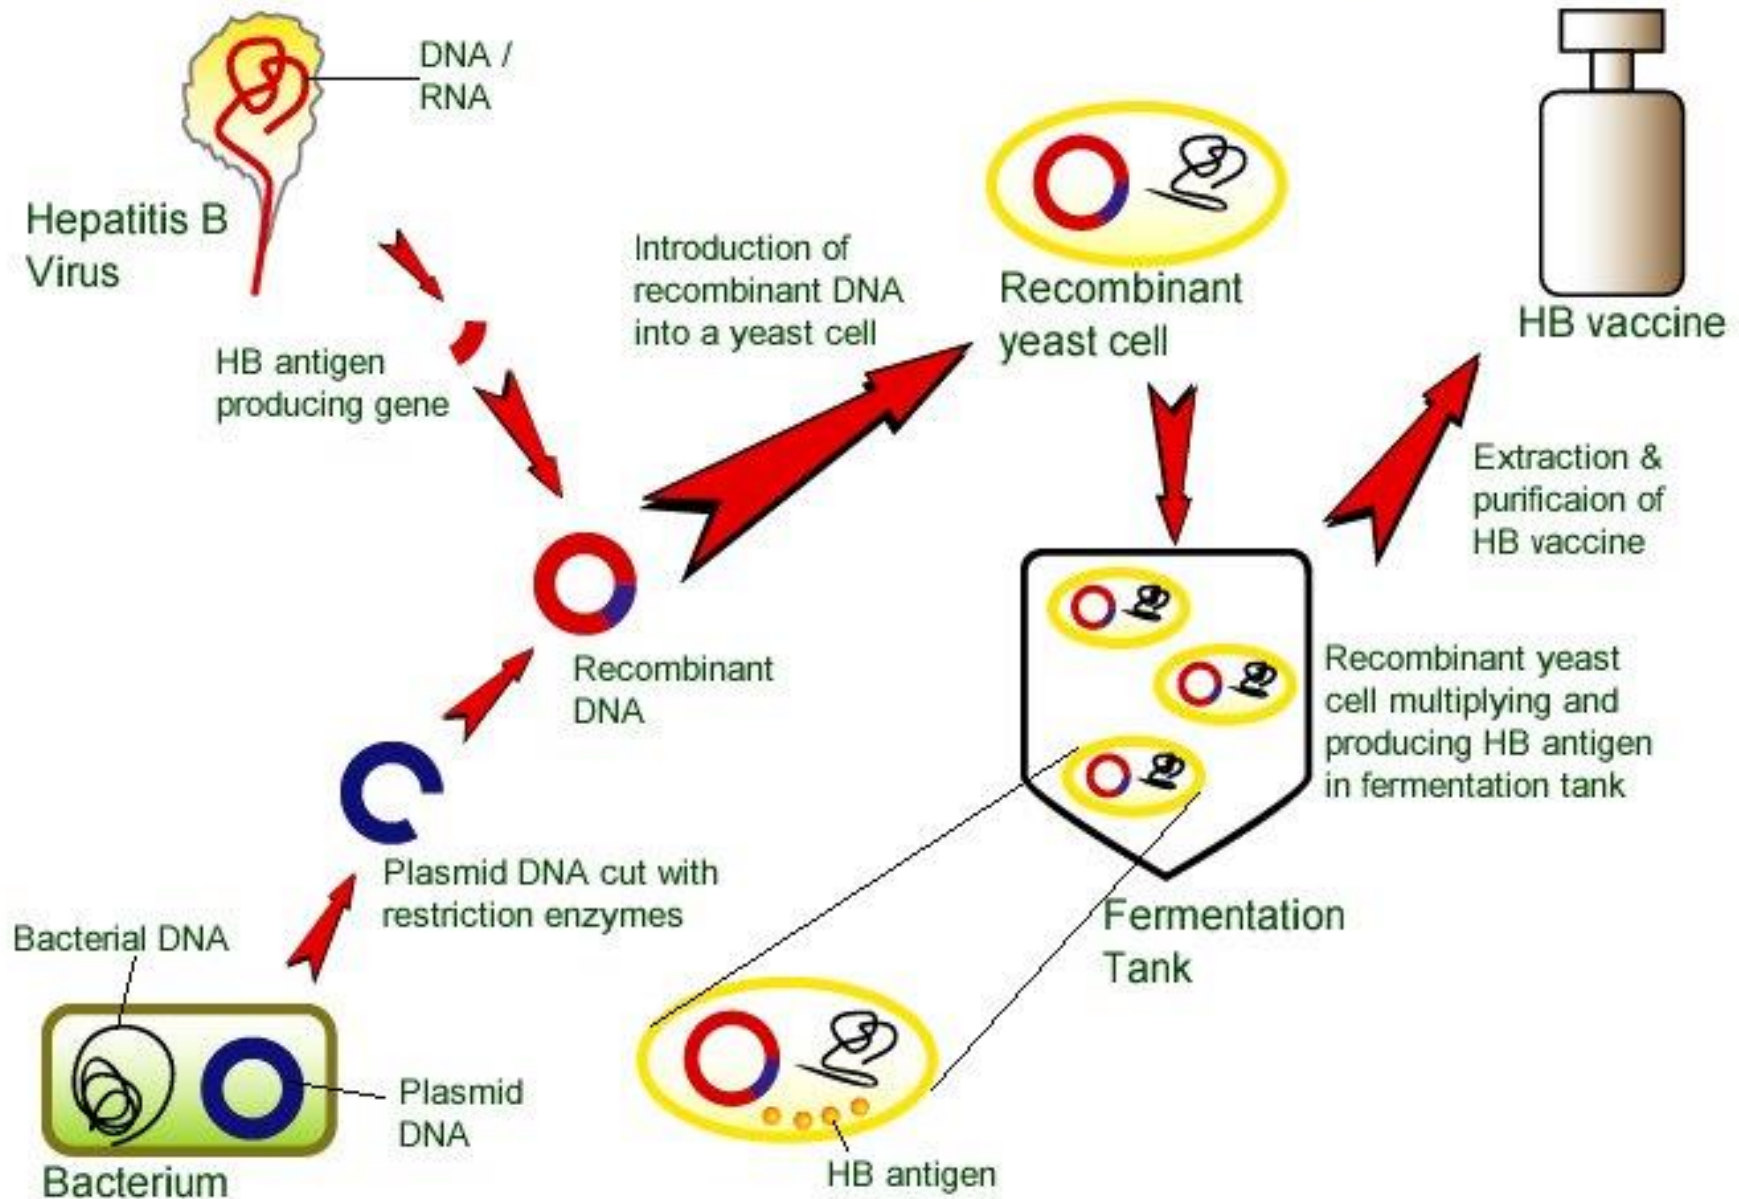 DNA /
RNA
Hepatitis B
Virus
HB antigen
producing gene
Introduction of
recombinant DNA
into a yeast cell
Recombinant
yeast cell
HB vaccine
Extraction &
purificaion of
HB vaccine
Recombinant
DNA
Recombinant yeast
cell multiplying and
producing HB antigen
in fermentation tank
Plasmid DNA cut with
restriction enzymes
Fermentation
Tank
Bacterial DNA
Plasmid
DNA
Bacterium
HB antigen